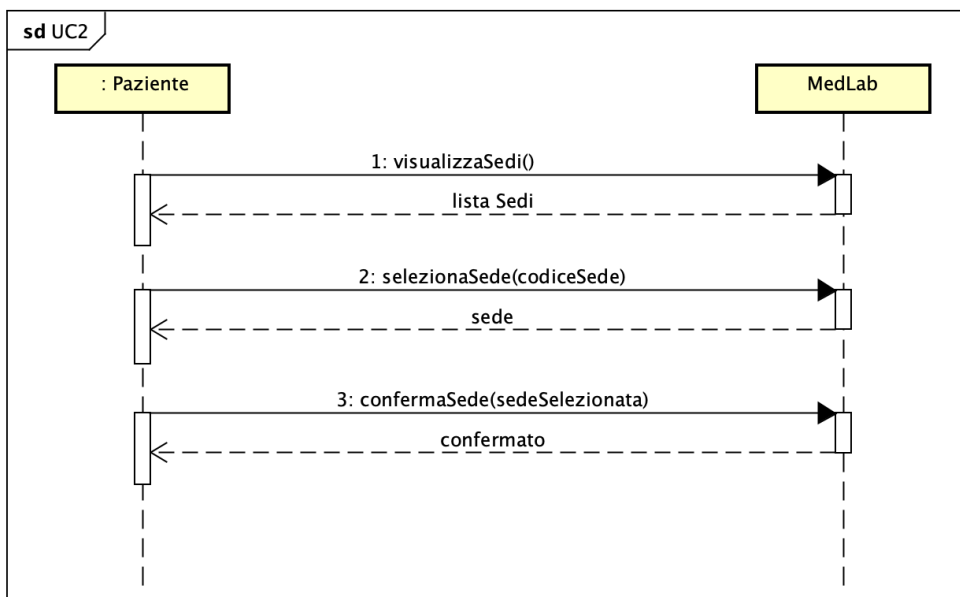 sd UC2
: Paziente
MedLab
1: visualizzaSedi()
lista Sedi
2: selezionaSede(codiceSede)
sede
3: confermaSede(sedeSelezionata)
confermato